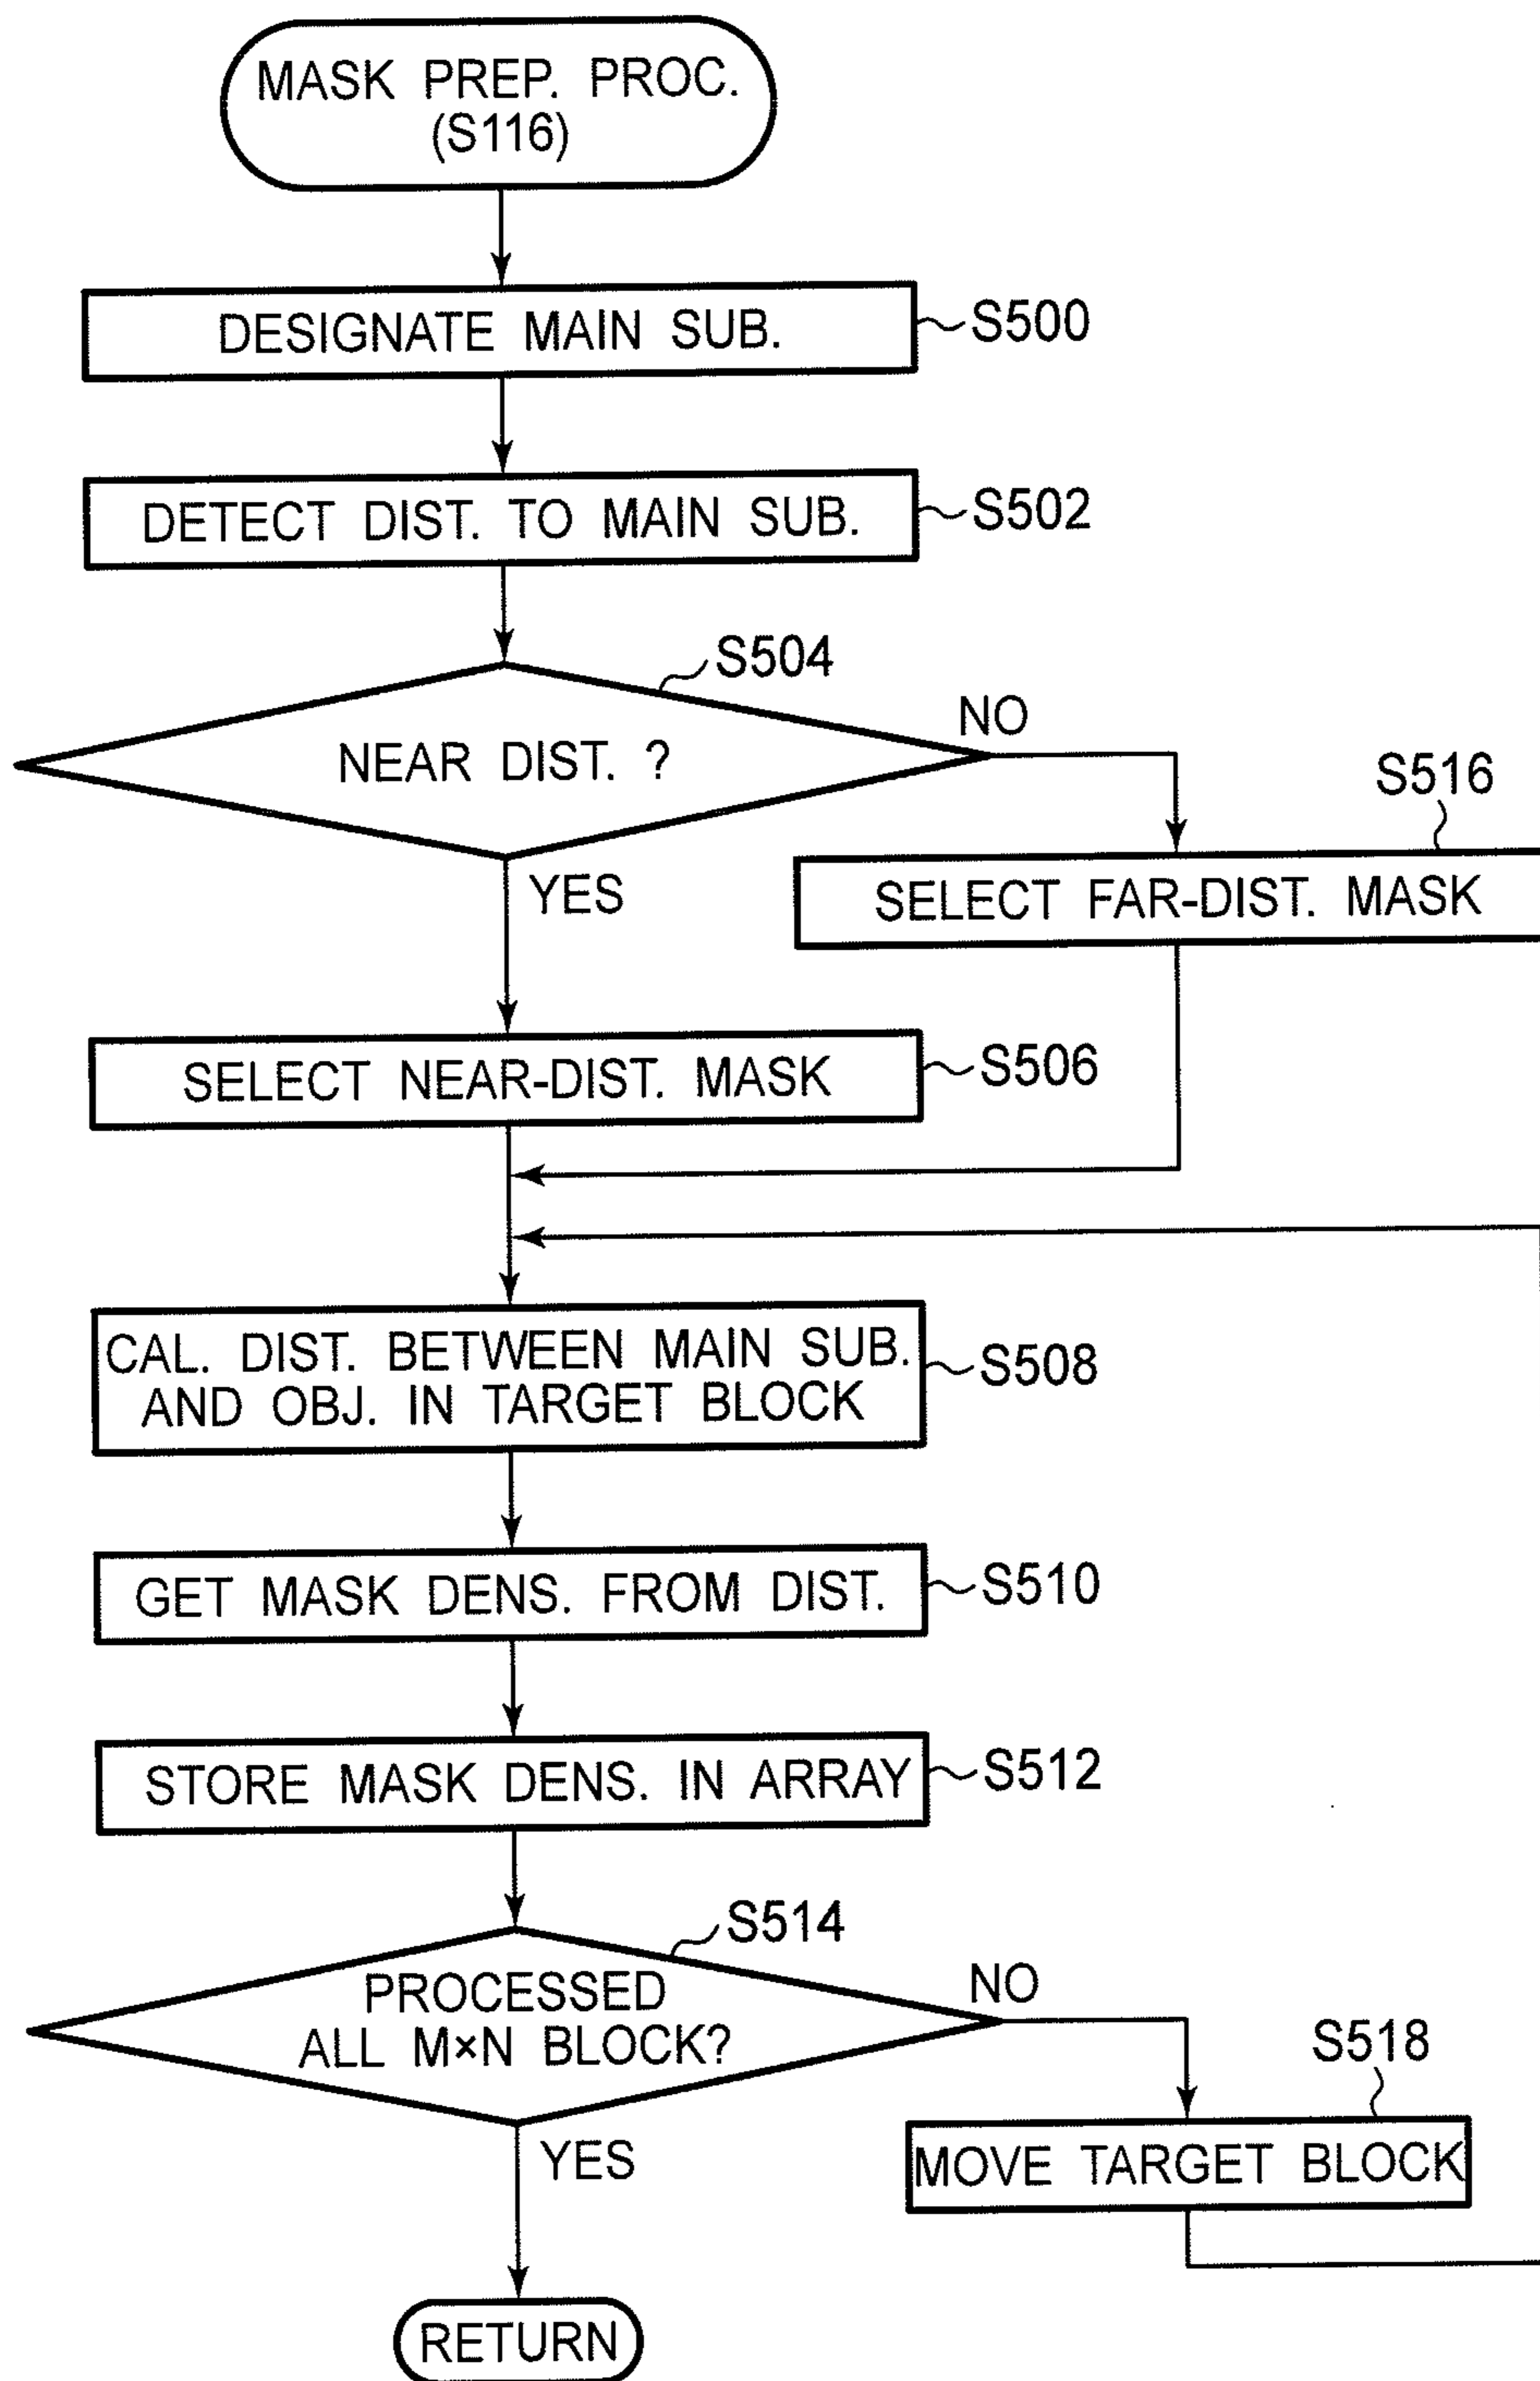 MASK PREP. PROC.
(S116)
DESIGNATE MAIN SUB.
S500
DETECT DIST. TO MAIN SUB.
S502
S504
NEAR DIST. ?
NO
YES
S516
SELECT FAR-DIST. MASK
SELECT NEAR-DIST. MASK
S506
CAL. DIST. BETWEEN MAIN SUB.
AND OBJ. IN TARGET BLOCK
S508
GET MASK DENS. FROM DIST.
S510
STORE MASK DENS. IN ARRAY
S512
S514
PROCESSED
ALL M×N BLOCK?
NO
YES
S518
MOVE TARGET BLOCK
RETURN